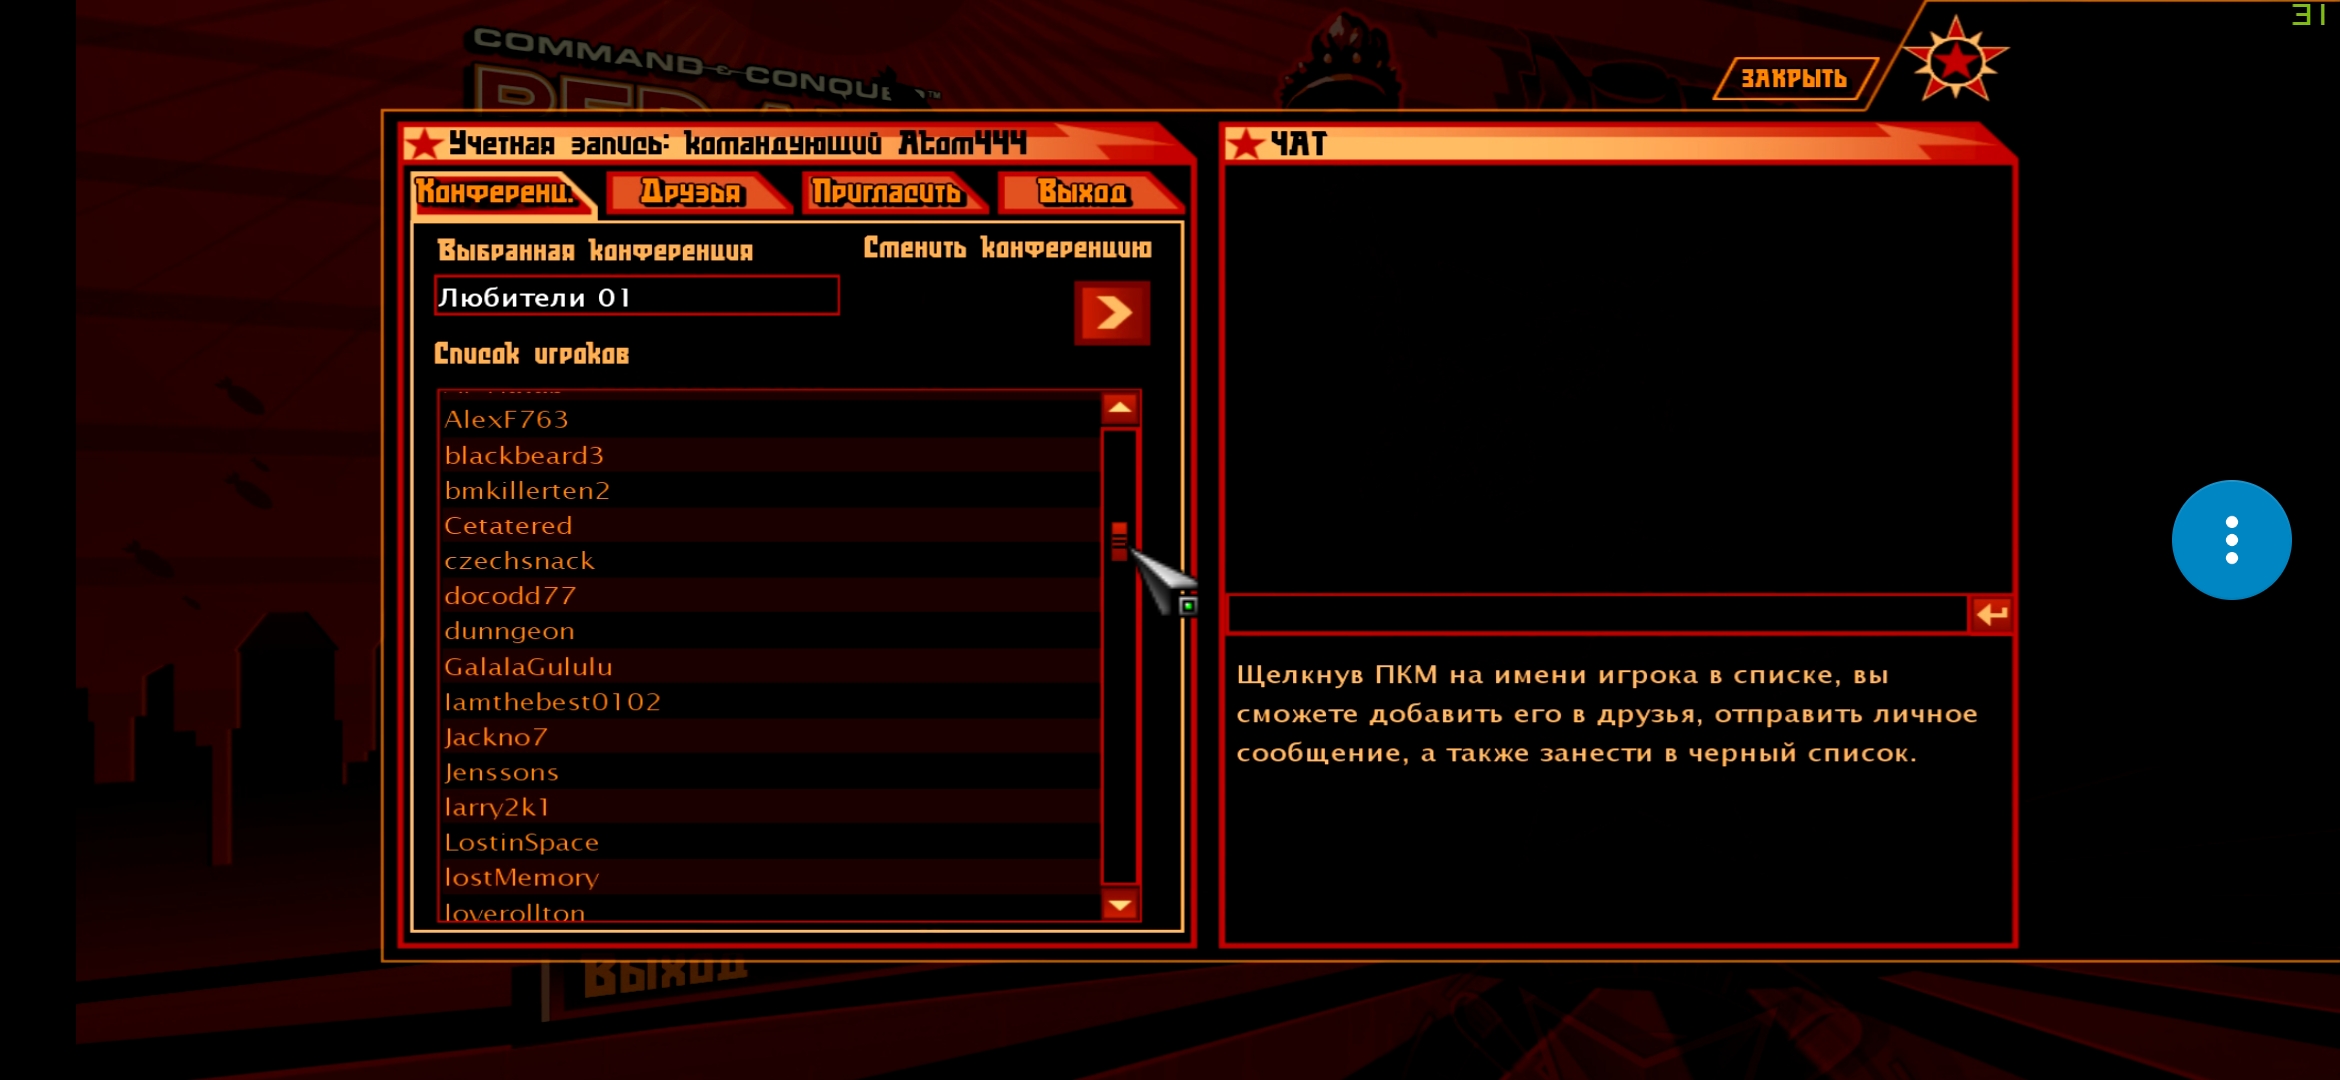 COMMAND & CONQUE
31
ЗАКРЫТЬ
Учетная запись: командующий Atom444
ЧАТ
Конференц.
Друзья
Пригласить
Выход
Выбранная конференция
Сменить конференцию
Любители 01
Список игроков
AlexF763
blackbeard3
bmkillerten2
Cetatered
czechsnack
docodd77
dunngeon
GalalaGululu
Iamthebest0102
Jackno7
Jenssons
larry2k1
LostinSpace
lostMemory
loverollton
Щелкнув ПКМ на имени игрока в списке, вы
сможете добавить его в друзья, отправить личное
сообщение, а также занести в черный список.
Выход